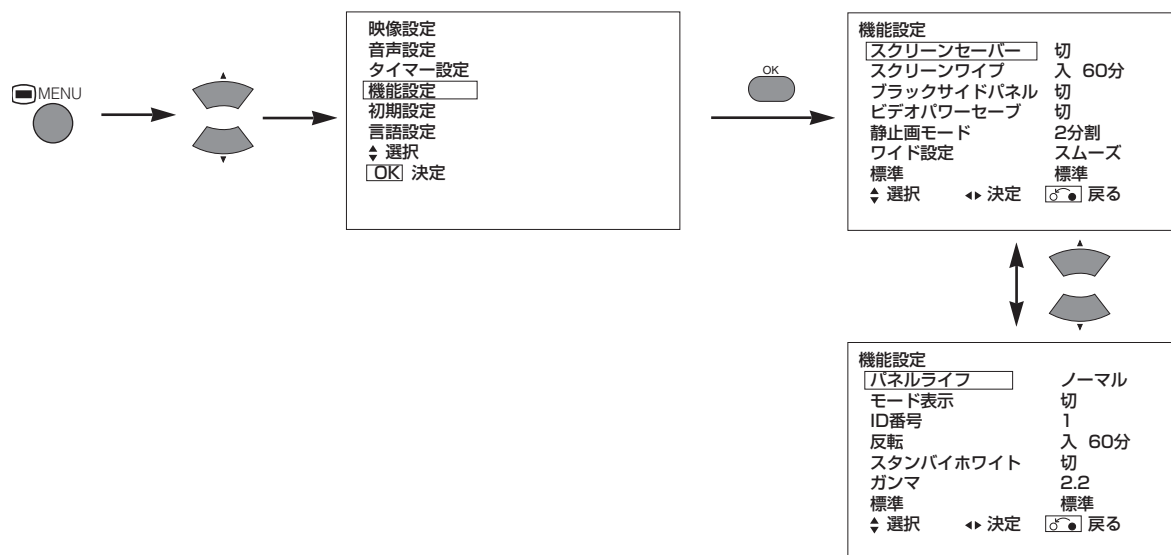 MENU
映像設定
音声設定
タイマー設定
機能設定
初期設定
言語設定
選択
OK 決定
OK
機能設定
スクリーンセーバー 切
スクリーンワイプ 入 60分
ブラックサイドパネル 切
ビデオパワーセーブ 切
静止画モード 2分割
ワイド設定 スムーズ
標準 標準
選択 決定 戻る
機能設定
パネルライフ ノーマル
モード表示 切
ID番号 1
反転 入 60分
スタンバイホワイト 切
ガンマ 2.2
標準 標準
選択 決定 戻る